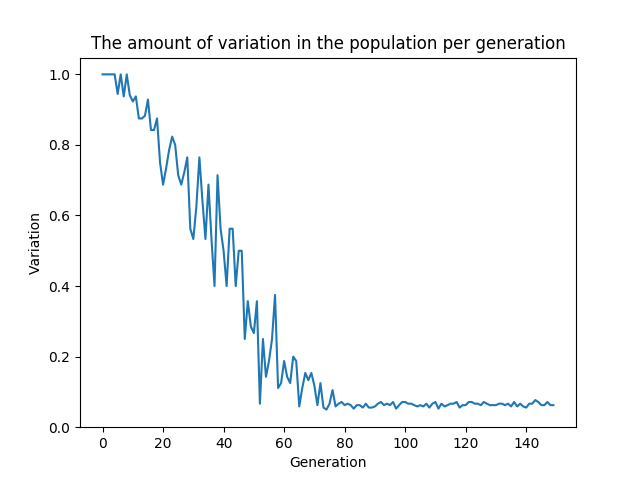 The amount of variation in the population per generation
1.0
0.8
0.6
0.4
0.2
0.0
Variation
0 20 40 60 80 100 120 140
Generation